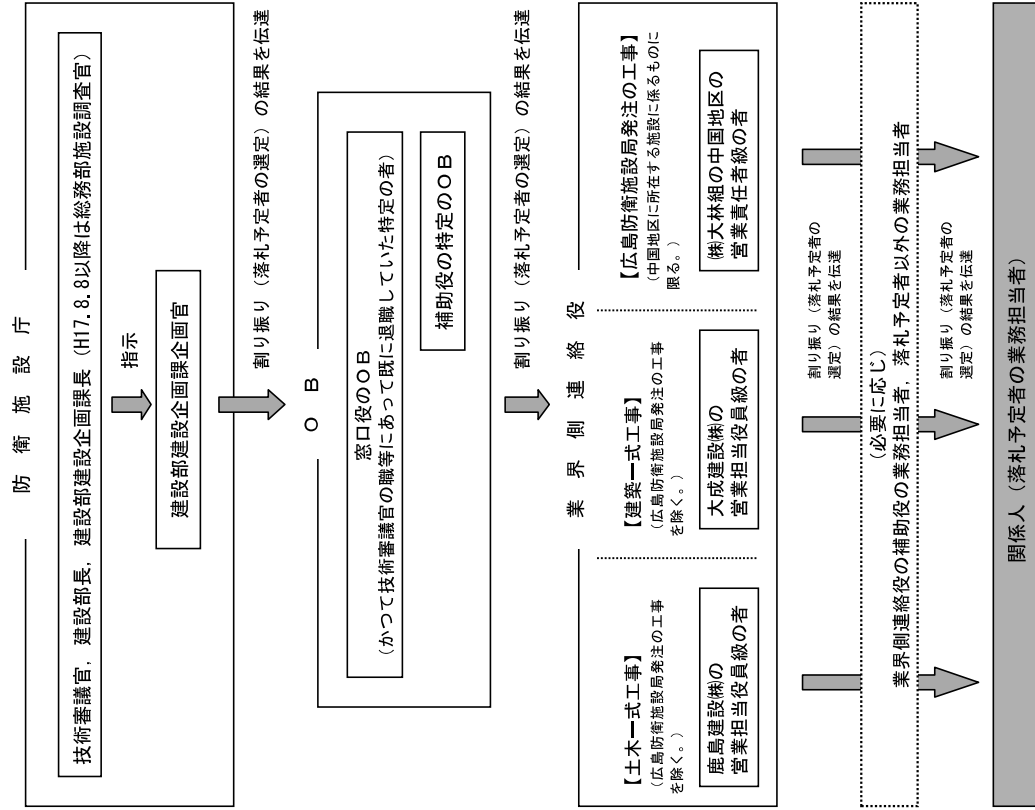 防衛施設庁
技術審議官，建設部長，建設部建設企画課長（H17.8.8以降は総務部施設調査官）
指示
建設部建設企画課企画官
割り振り（落札予定者の選定）の結果を伝達
ＯＢ
窓口役のＯＢ
（かつて技術審議官の職等にあって既に退職していた特定の者）
補助役の特定のＯＢ
割り振り（落札予定者の選定）の結果を伝達
業界側連絡役
【土木一式工事】
（広島防衛施設局発注の工事
を除く。）
鹿島建設㈱の
営業担当役員級の者
【建築一式工事】
（広島防衛施設局発注の工事
を除く。）
大成建設㈱の
営業担当役員級の者
【広島防衛施設局発注の工事】
（中国地区に所在する施設に係るものに
限る。）
㈱大林組の中国地区の
営業責任者級の者
割り振り（落札予定者の
選定）の結果を伝達
割り振り（落札予定者の
選定）の結果を伝達
（必要に応じ）
業界側連絡役の補助役の業務担当者，落札予定者以外の業務担当者
関係人（落札予定者の業務担当者）